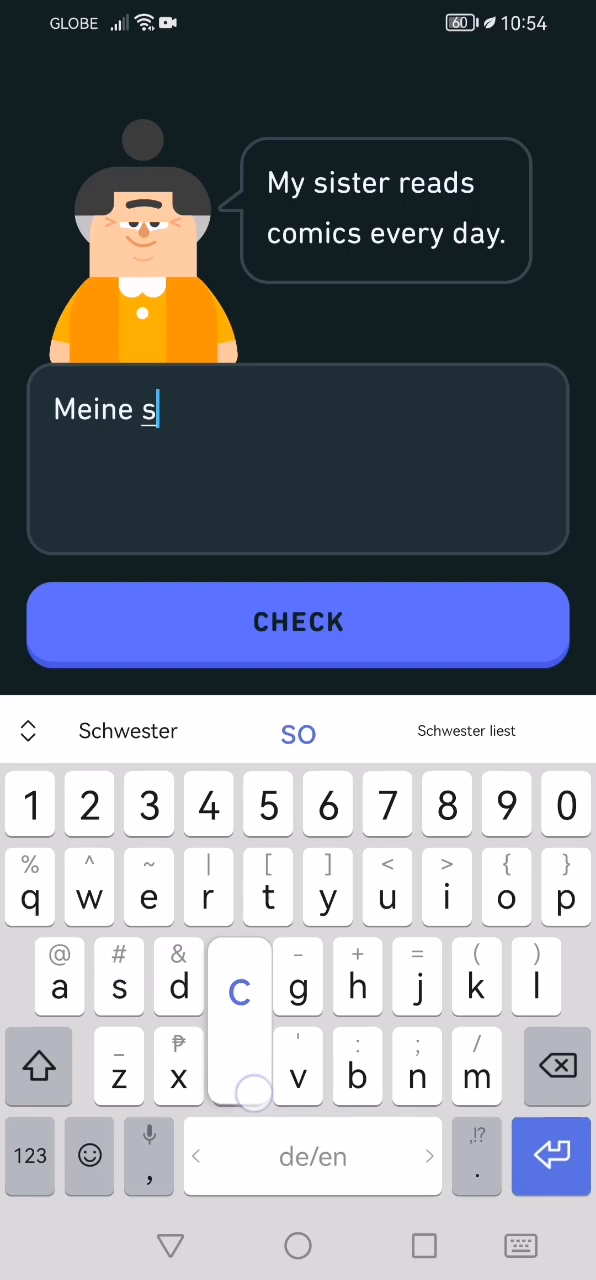 GLOBE
60
10:54
My sister reads
comics every day.
Meine s
CHECK
Schwester
so
Schwester liest
1 2 3 4 5 6 7 8 9 0
% ^ ~ | [ ] < > { }
q w e r t y u i o p
@ # & - + = ( )
a s d c g h j k l
_ ₱ ' : ; /
z x v b n m
123 , < de/en > ,!? .